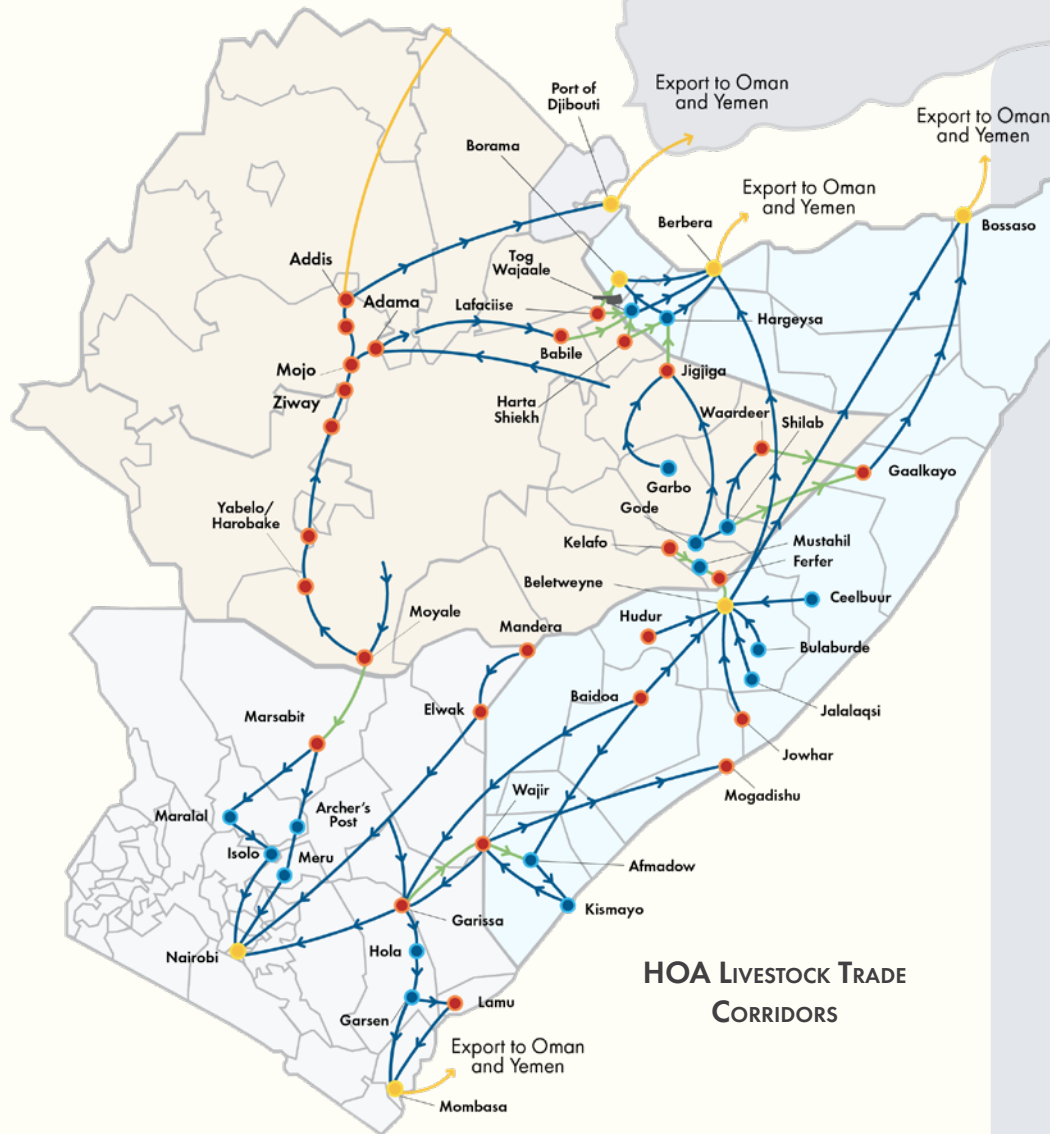 Export to Oman
and Yemen
Port of
Djibouti
Export to Oman
and Yemen
Borama
Export to Oman
and Yemen
Berbera
Bossaso
Addis
Tog
Wajaale
Adama
Lafaciise
Hargeysa
Babile
Mojo
Jigjiga
Ziway
Harta
Shiekh
Waardeer
Shilab
Gaalkayo
Garbo
Yabelo/
Harobake
Gode
Kelafo
Mustahil
Ferfer
Beletweyne
Ceelbuur
Moyale
Hudur
Mandera
Bulaburde
Baidoa
Elwak
Jalalaqsi
Marsabit
Jowhar
Wajir
Mogadishu
Maralal
Archer's
Post
Isolo
Meru
Afmadow
Garissa
Kismayo
Nairobi
Hola
HOA Livestock Trade
Corridors
Lamu
Garsen
Export to Oman
and Yemen
Mombasa